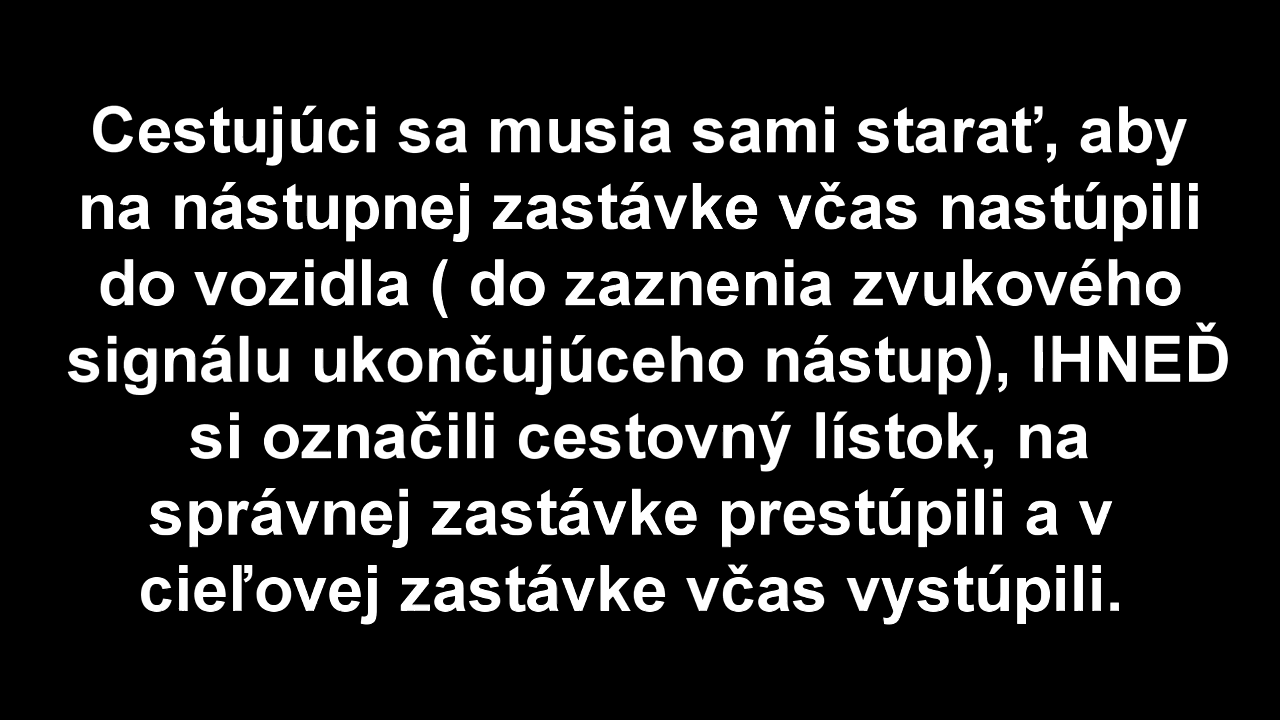 Cestujúci sa musia sami starať, aby
na nástupnej zastávke včas nastúpili
do vozidla ( do zaznenia zvukového
signálu ukončujúceho nástup), IHNEĎ
si označili cestovný lístok, na
správnej zastávke prestúpili a v
cieľovej zastávke včas vystúpili.